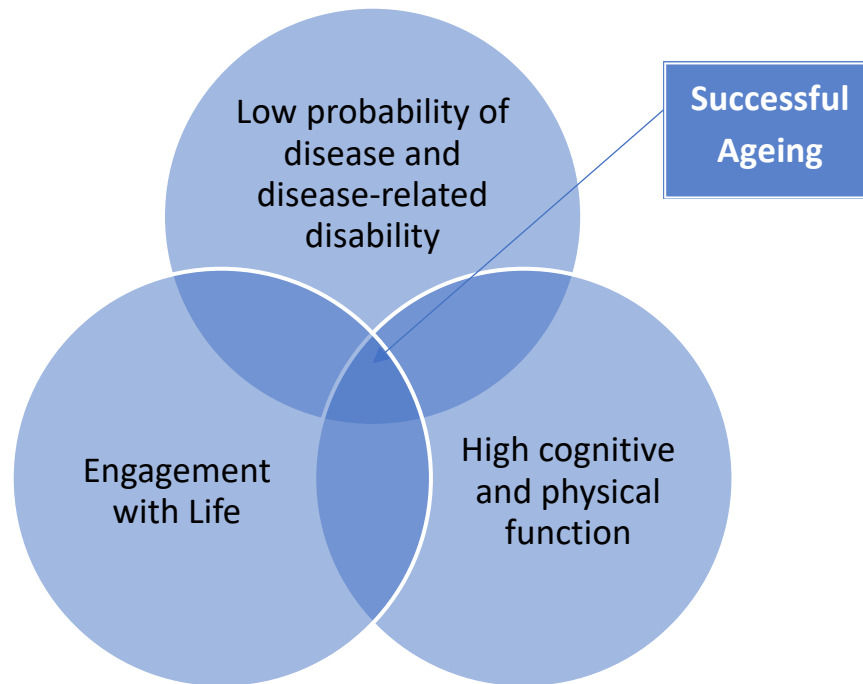 Low probability of
disease and
disease-related
disability
Successful
Ageing
Engagement
with Life
High cognitive
and physical
function